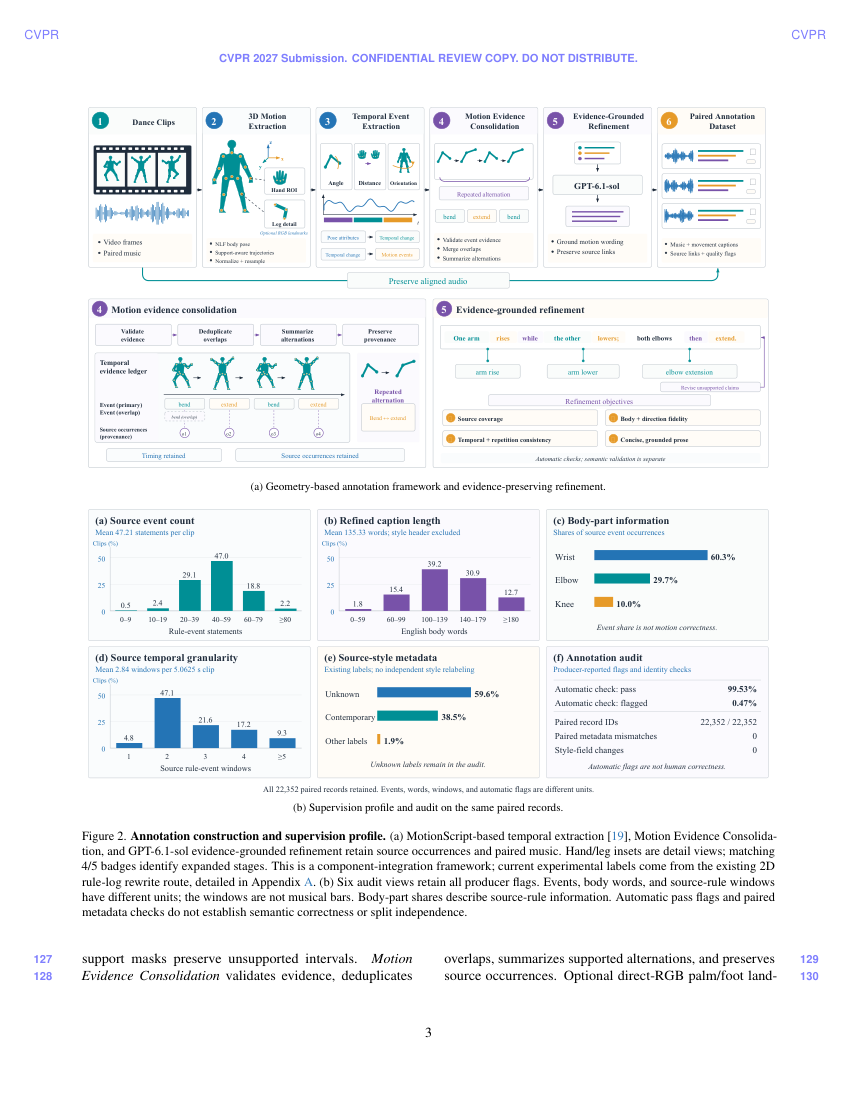 CVPR
CVPR
CVPR 2027 Submission. CONFIDENTIAL REVIEW COPY. DO NOT DISTRIBUTE.
1 Dance Clips
• Video frames
• Paired music
2 3D Motion
Extraction
Hand ROI
Leg detail
Optional RGB landmarks
• NLF body pose
• Support-aware trajectories
• Normalize + resample
3 Temporal Event
Extraction
Angle Distance Orientation
Pose attributes Temporal change
Temporal change Motion events
4 Motion Evidence
Consolidation
Repeated alternation
bend extend bend
• Validate event evidence
• Merge overlaps
• Summarize alternations
5 Evidence-Grounded
Refinement
GPT-6.1-sol
• Ground motion wording
• Preserve source links
6 Paired Annotation
Dataset
• Music + movement captions
• Source links + quality flags
Preserve aligned audio
4 Motion evidence consolidation
Validate
evidence
Deduplicate
overlaps
Summarize
alternations
Preserve
provenance
Temporal
evidence ledger
Event (primary) bend extend bend extend
Event (overlap) bend (overlap)
Source occurrences
(provenance)
e1 e2 e3 e4
Repeated
alternation
Bend ↔ extend
Timing retained Source occurrences retained
5 Evidence-grounded refinement
One arm rises while the other lowers; both elbows then extend.
arm rise arm lower elbow extension
Revise unsupported claims
Refinement objectives
Source coverage Body + direction fidelity
Temporal + repetition consistency Concise, grounded prose
Automatic checks; semantic validation is separate
(a) Geometry-based annotation framework and evidence-preserving refinement.
(a) Source event count
Mean 47.21 statements per clip
Clips (%)
50
25
0
0.5 2.4 29.1 47.0 18.8 2.2
0–9 10–19 20–39 40–59 60–79 ≥80
Rule-event statements
(b) Refined caption length
Mean 135.33 words; style header excluded
Clips (%)
50
25
0
1.8 15.4 39.2 30.9 12.7
0–59 60–99 100–139 140–179 ≥180
English body words
(c) Body-part information
Shares of source event occurrences
Wrist 60.3%
Elbow 29.7%
Knee 10.0%
Event share is not motion correctness.
(d) Source temporal granularity
Mean 2.84 windows per 5.0625 s clip
Clips (%)
50
25
0
4.8 47.1 21.6 17.2 9.3
1 2 3 4 ≥5
Source rule-event windows
(e) Source-style metadata
Existing labels; no independent style relabeling
Unknown 59.6%
Contemporary 38.5%
Other labels 1.9%
Unknown labels remain in the audit.
(f) Annotation audit
Producer-reported flags and identity checks
Automatic check: pass 99.53%
Automatic check: flagged 0.47%
Paired record IDs 22,352 / 22,352
Paired metadata mismatches 0
Style-field changes 0
Automatic flags are not human correctness.
All 22,352 paired records retained. Events, words, windows, and automatic flags are different units.
(b) Supervision profile and audit on the same paired records.
Figure 2. Annotation construction and supervision profile. (a) MotionScript-based temporal extraction [19], Motion Evidence Consolida-
tion, and GPT-6.1-sol evidence-grounded refinement retain source occurrences and paired music. Hand/leg insets are detail views; matching
4/5 badges identify expanded stages. This is a component-integration framework; current experimental labels come from the existing 2D
rule-log rewrite route, detailed in Appendix A. (b) Six audit views retain all producer flags. Events, body words, and source-rule windows
have different units; the windows are not musical bars. Body-part shares describe source-rule information. Automatic pass flags and paired
metadata checks do not establish semantic correctness or split independence.
127 support masks preserve unsupported intervals. Motion
128 Evidence Consolidation validates evidence, deduplicates
overlaps, summarizes supported alternations, and preserves 129
source occurrences. Optional direct-RGB palm/foot land- 130
3